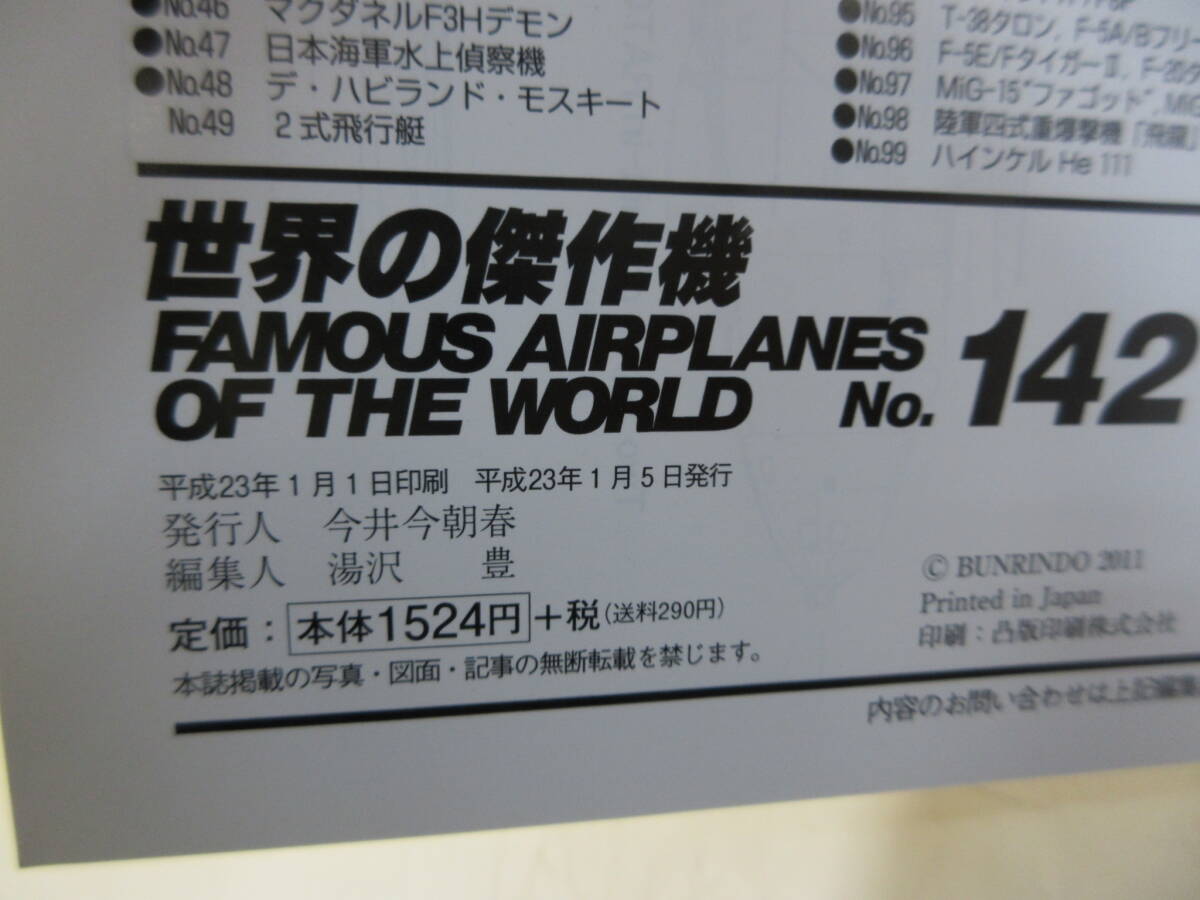 ●No.46 マクダネルF3Hデモン
●No.47 日本海軍水上偵察機
●No.48 デ・ハビランド・モスキート
No.49 2式飛行艇
●No.95 T-38タロン, F-5A/Bフリー
●No.96 F-5E/FタイガーⅡ, F-20タ
●No.97 MiG-15"ファゴット", MiG
●No.98 陸軍四式重爆撃機「飛龍」
●No.99 ハインケル He 111
世界の傑作機
FAMOUS AIRPLANES
OF THE WORLD No. 142
平成23年1月1日印刷 平成23年1月5日発行
発行人 今井今朝春
編集人 湯沢 豊
定価：本体1524円+税(送料290円)
本誌掲載の写真・図面・記事の無断転載を禁じます。
© BUNRINDO 2011
Printed in Japan
印刷：凸版印刷株式会社
内容のお問い合わせは上記編集